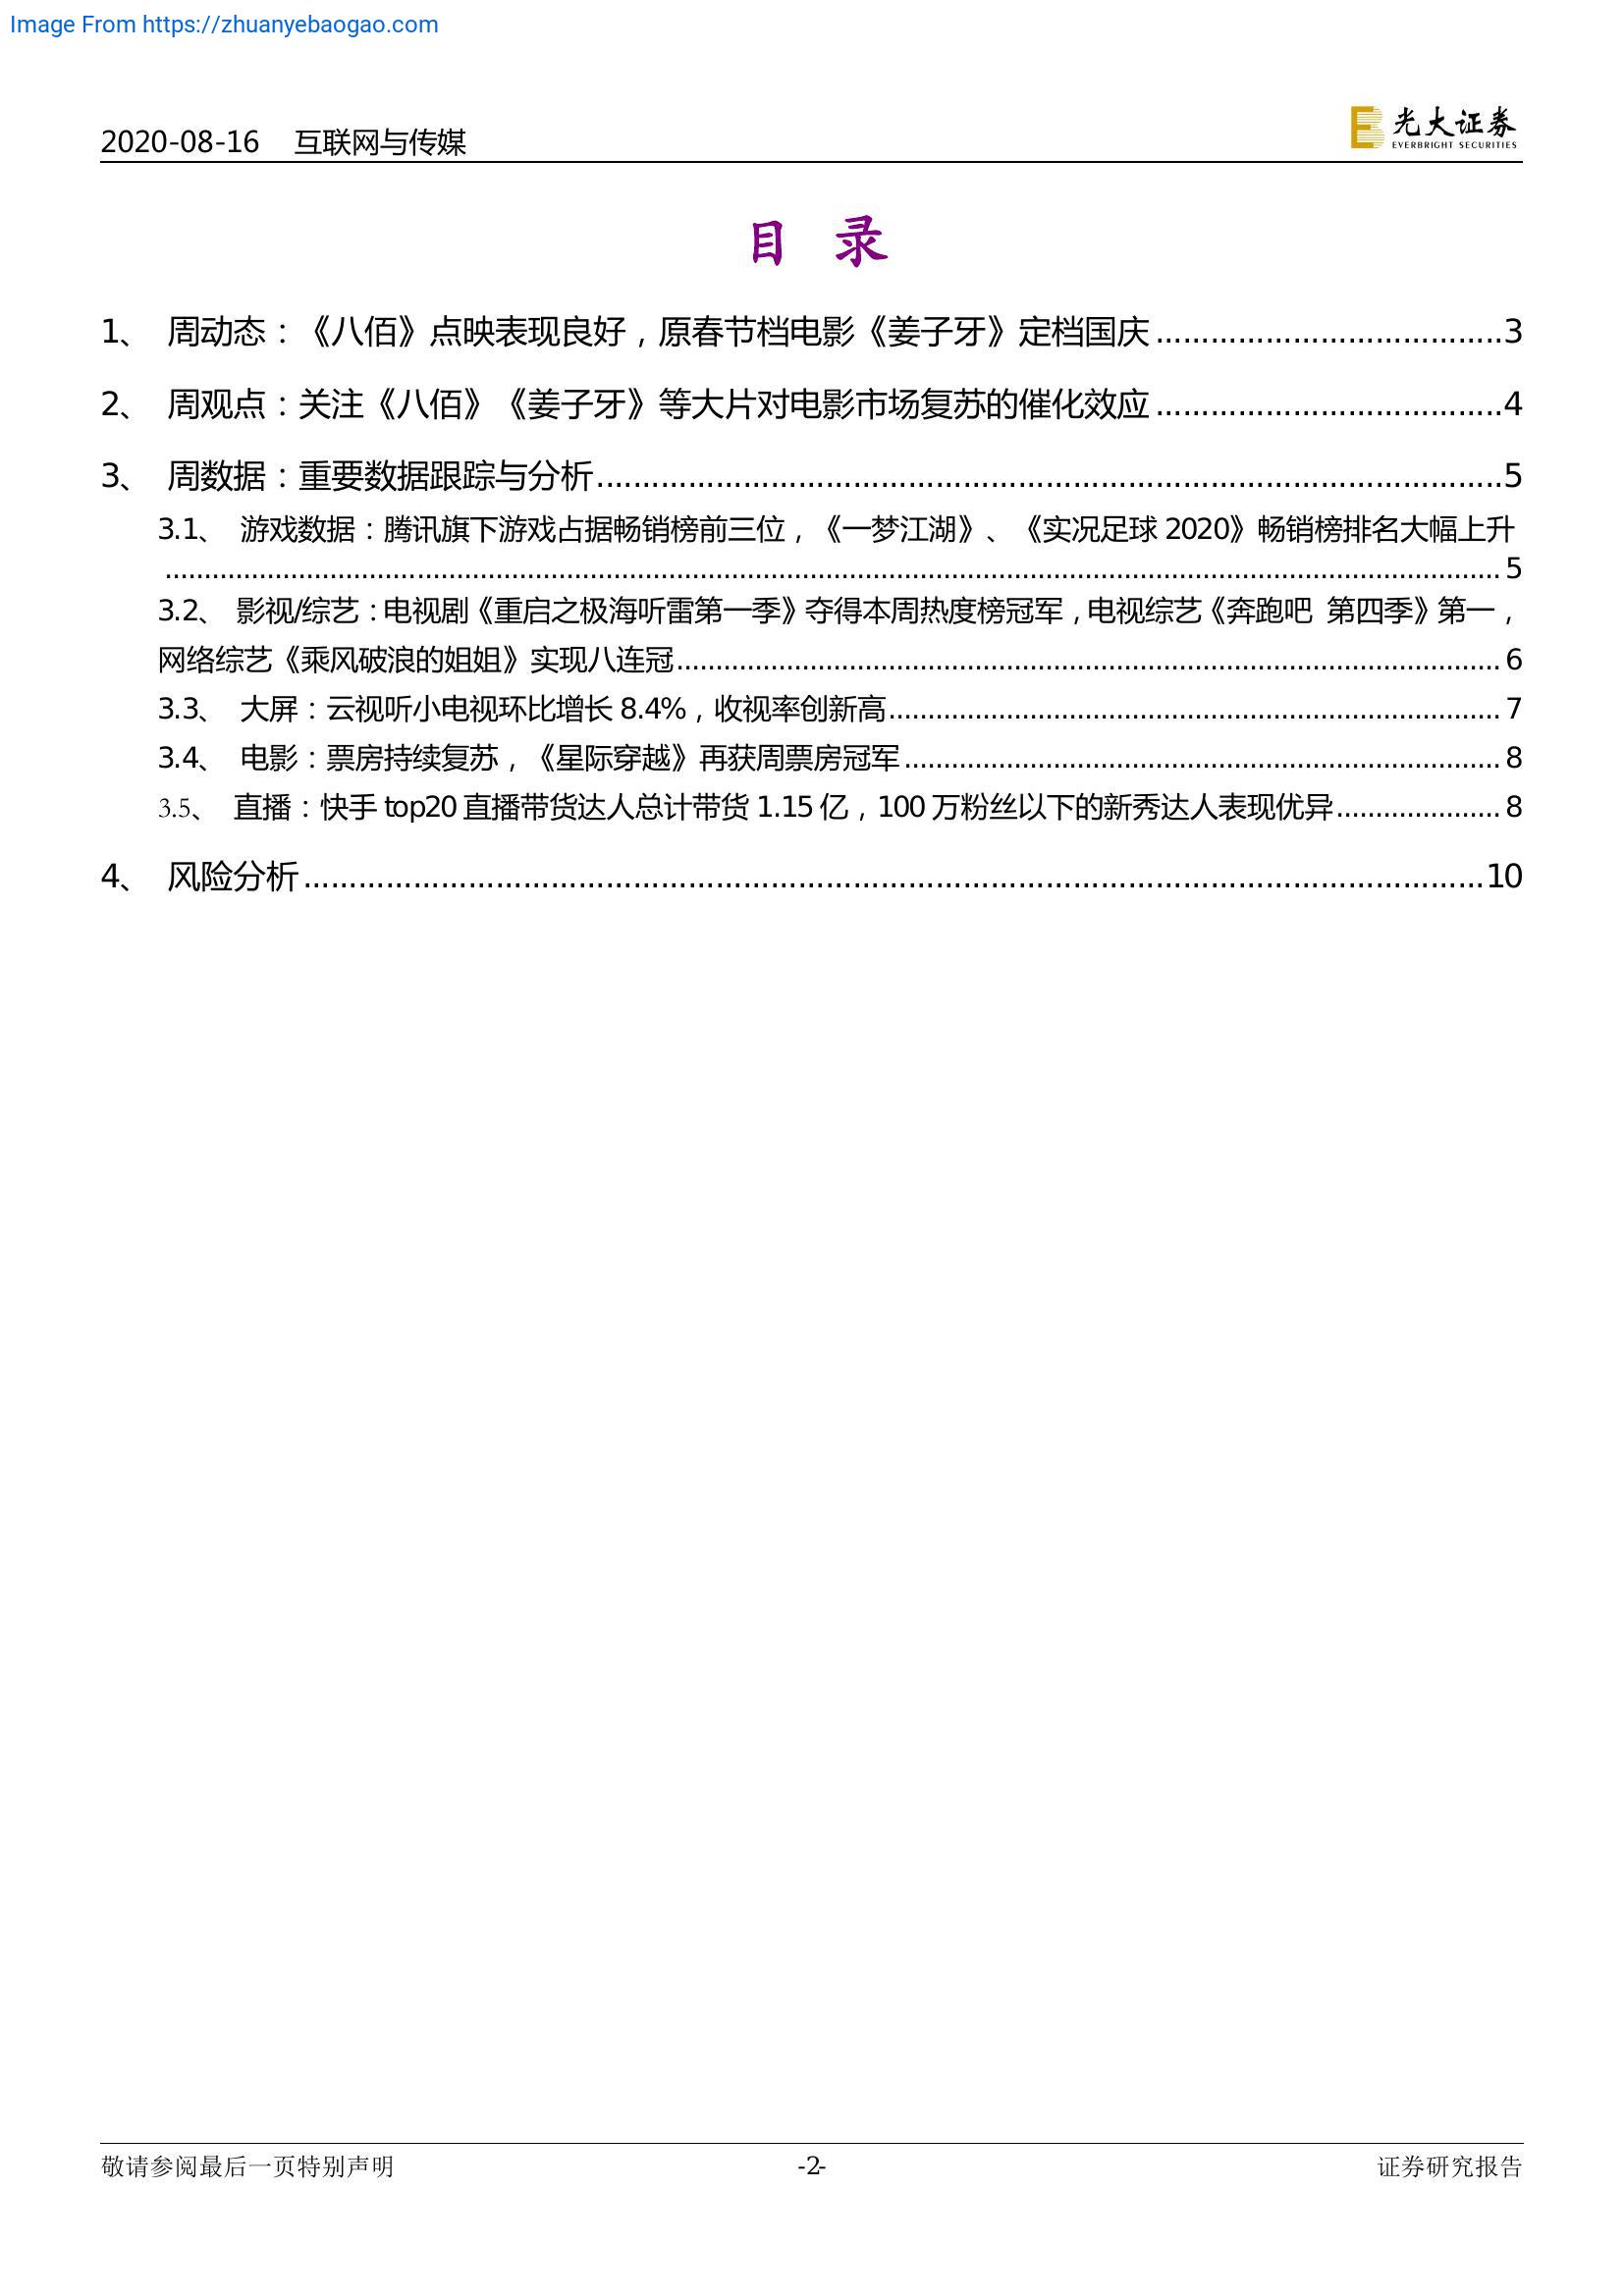 Image From https://zhuanyebaogao.com
2020-08-16 互联网与传媒
光大证券
EVERBRIGHT SECURITIES
目 录
1、 周动态：《八佰》点映表现良好，原春节档电影《姜子牙》定档国庆......................................3
2、 周观点：关注《八佰》《姜子牙》等大片对电影市场复苏的催化效应......................................4
3、 周数据：重要数据跟踪与分析......................................5
3.1、 游戏数据：腾讯旗下游戏占据畅销榜前三位，《一梦江湖》、《实况足球 2020》畅销榜排名大幅上升
......................................5
3.2、 影视/综艺：电视剧《重启之极海听雷第一季》夺得本周热度榜冠军，电视综艺《奔跑吧 第四季》第一，
网络综艺《乘风破浪的姐姐》实现八连冠......................................6
3.3、 大屏：云视听小电视环比增长 8.4%，收视率创新高......................................7
3.4、 电影：票房持续复苏，《星际穿越》再获周票房冠军......................................8
3.5、 直播：快手 top20 直播带货达人总计带货 1.15 亿，100 万粉丝以下的新秀达人表现优异.....................8
4、 风险分析......................................10
敬请参阅最后一页特别声明 -2- 证券研究报告